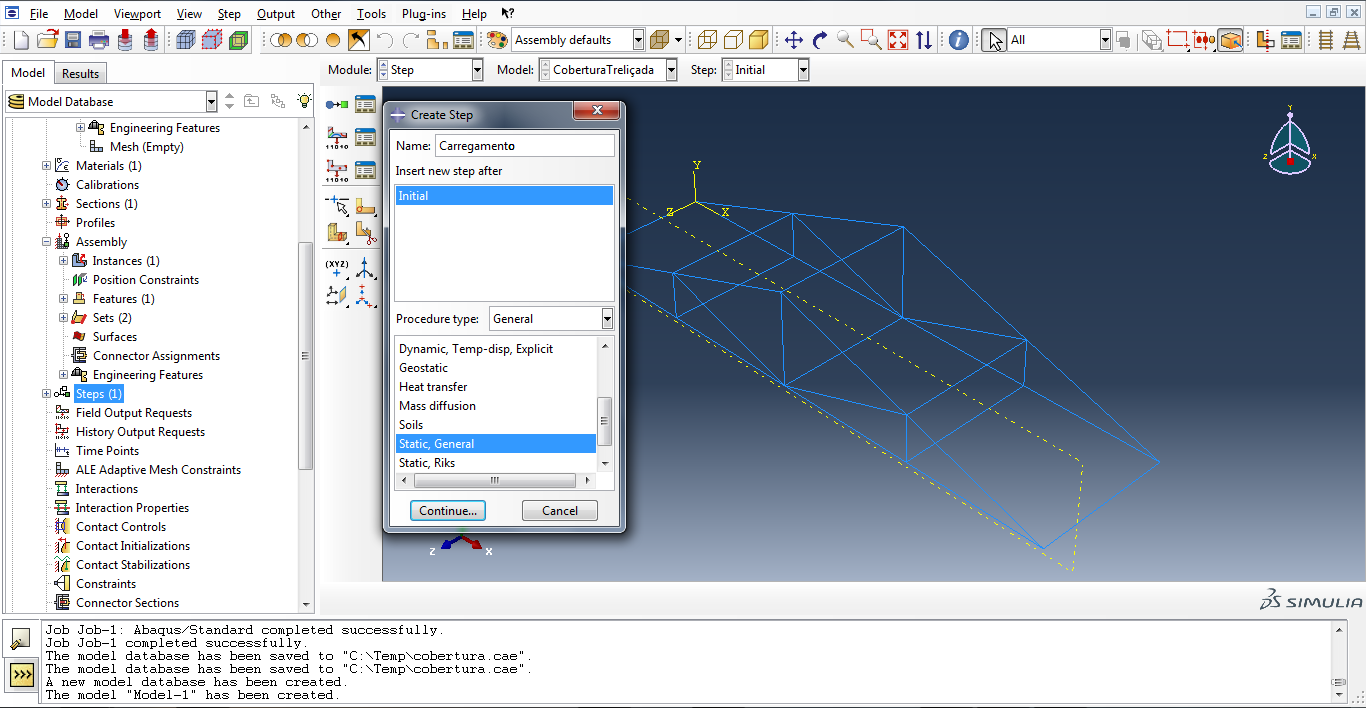 File Model Viewport View Step Output Other Tools Plug-ins Help
Assembly defaults All
Model Results
Module: Step Model: CoberturaTreliçada Step: Initial
Model Database
Engineering Features
Mesh (Empty)
Materials (1)
Calibrations
Sections (1)
Profiles
Assembly
Instances (1)
Position Constraints
Features (1)
Sets (2)
Surfaces
Connector Assignments
Engineering Features
Steps (1)
Field Output Requests
History Output Requests
Time Points
ALE Adaptive Mesh Constraints
Interactions
Interaction Properties
Contact Controls
Contact Initializations
Contact Stabilizations
Constraints
Connector Sections
11010
11010
(XYZ)
Create Step
Name: Carregamento
Insert new step after
Initial
Procedure type: General
Dynamic, Temp-disp, Explicit
Geostatic
Heat transfer
Mass diffusion
Soils
Static, General
Static, Riks
Continue... Cancel
Y
Z X
Y
Z X
Z X
SIMULIA
Job Job-1: Abaqus/Standard completed successfully.
Job Job-1 completed successfully.
The model database has been saved to "C:\Temp\cobertura.cae".
The model database has been saved to "C:\Temp\cobertura.cae".
A new model database has been created.
The model "Model-1" has been created.